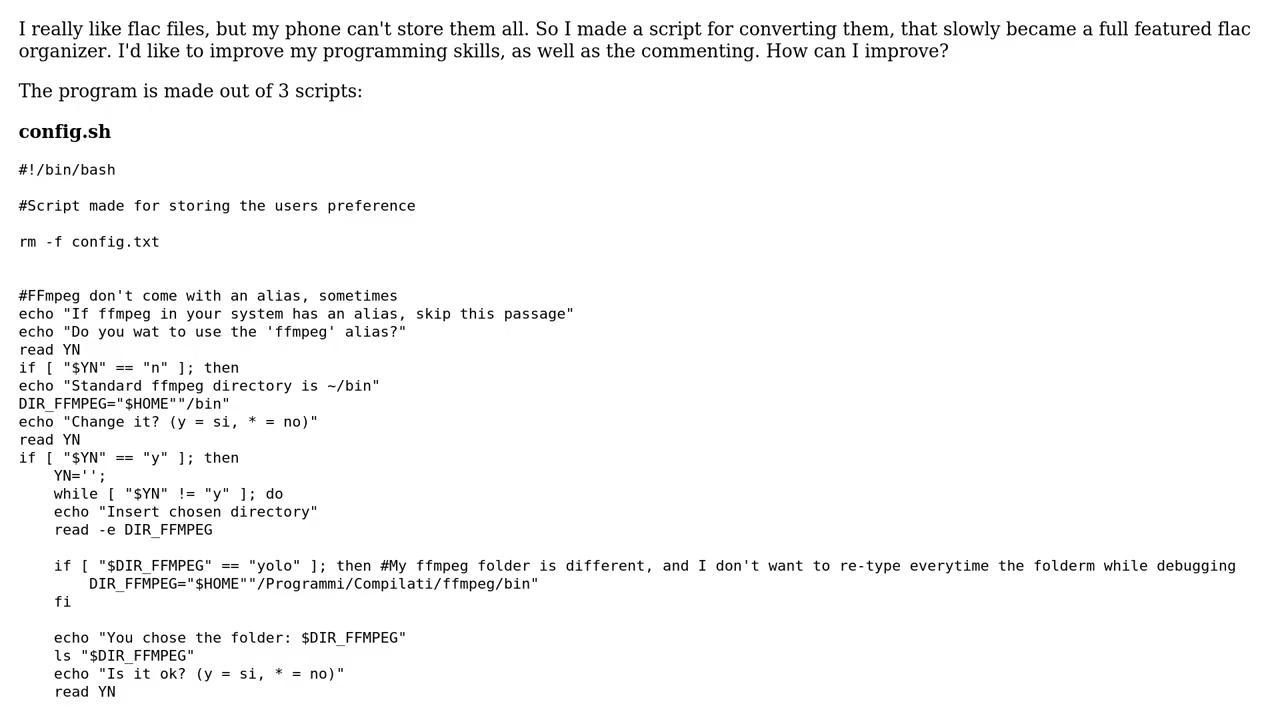 I really like flac files, but my phone can't store them all. So I made a script for converting them, that slowly became a full featured flac
organizer. I'd like to improve my programming skills, as well as the commenting. How can I improve?
The program is made out of 3 scripts:
config.sh
#!/bin/bash
#Script made for storing the users preference
rm -f config.txt
#FFmpeg don't come with an alias, sometimes
echo "If ffmpeg in your system has an alias, skip this passage"
echo "Do you wat to use the 'ffmpeg' alias?"
read YN
if [ "$YN" == "n" ]; then
echo "Standard ffmpeg directory is ~/bin"
DIR_FFMPEG="$HOME""/bin"
echo "Change it? (y = si, * = no)"
read YN
if [ "$YN" == "y" ]; then
    YN='';
    while [ "$YN" != "y" ]; do
    echo "Insert chosen directory"
    read -e DIR_FFMPEG
    if [ "$DIR_FFMPEG" == "yolo" ]; then #My ffmpeg folder is different, and I don't want to re-type everytime the folderm while debugging
        DIR_FFMPEG="$HOME""/Programmi/Compilati/ffmpeg/bin"
    fi
    echo "You chose the folder: $DIR_FFMPEG"
    ls "$DIR_FFMPEG"
    echo "Is it ok? (y = si, * = no)"
    read YN